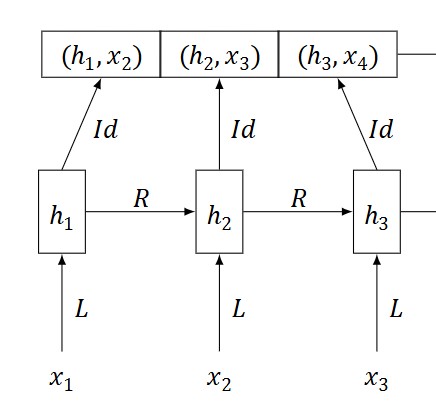 (h₁, x₂) (h₂, x₃) (h₃, x₄)
Id Id Id
R R
h₁ h₂ h₃
L L L
x₁ x₂ x₃